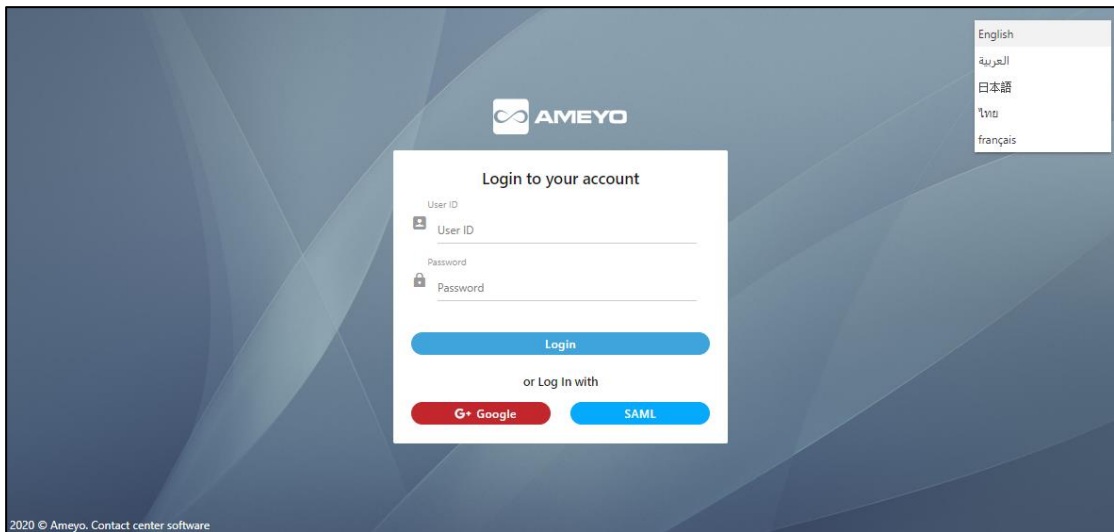 English
العربية
日本語
ไทย
français
AMEYO
Login to your account
User ID
User ID
Password
Password
Login
or Log In with
G+ Google
SAML
2020 © Ameyo. Contact center software